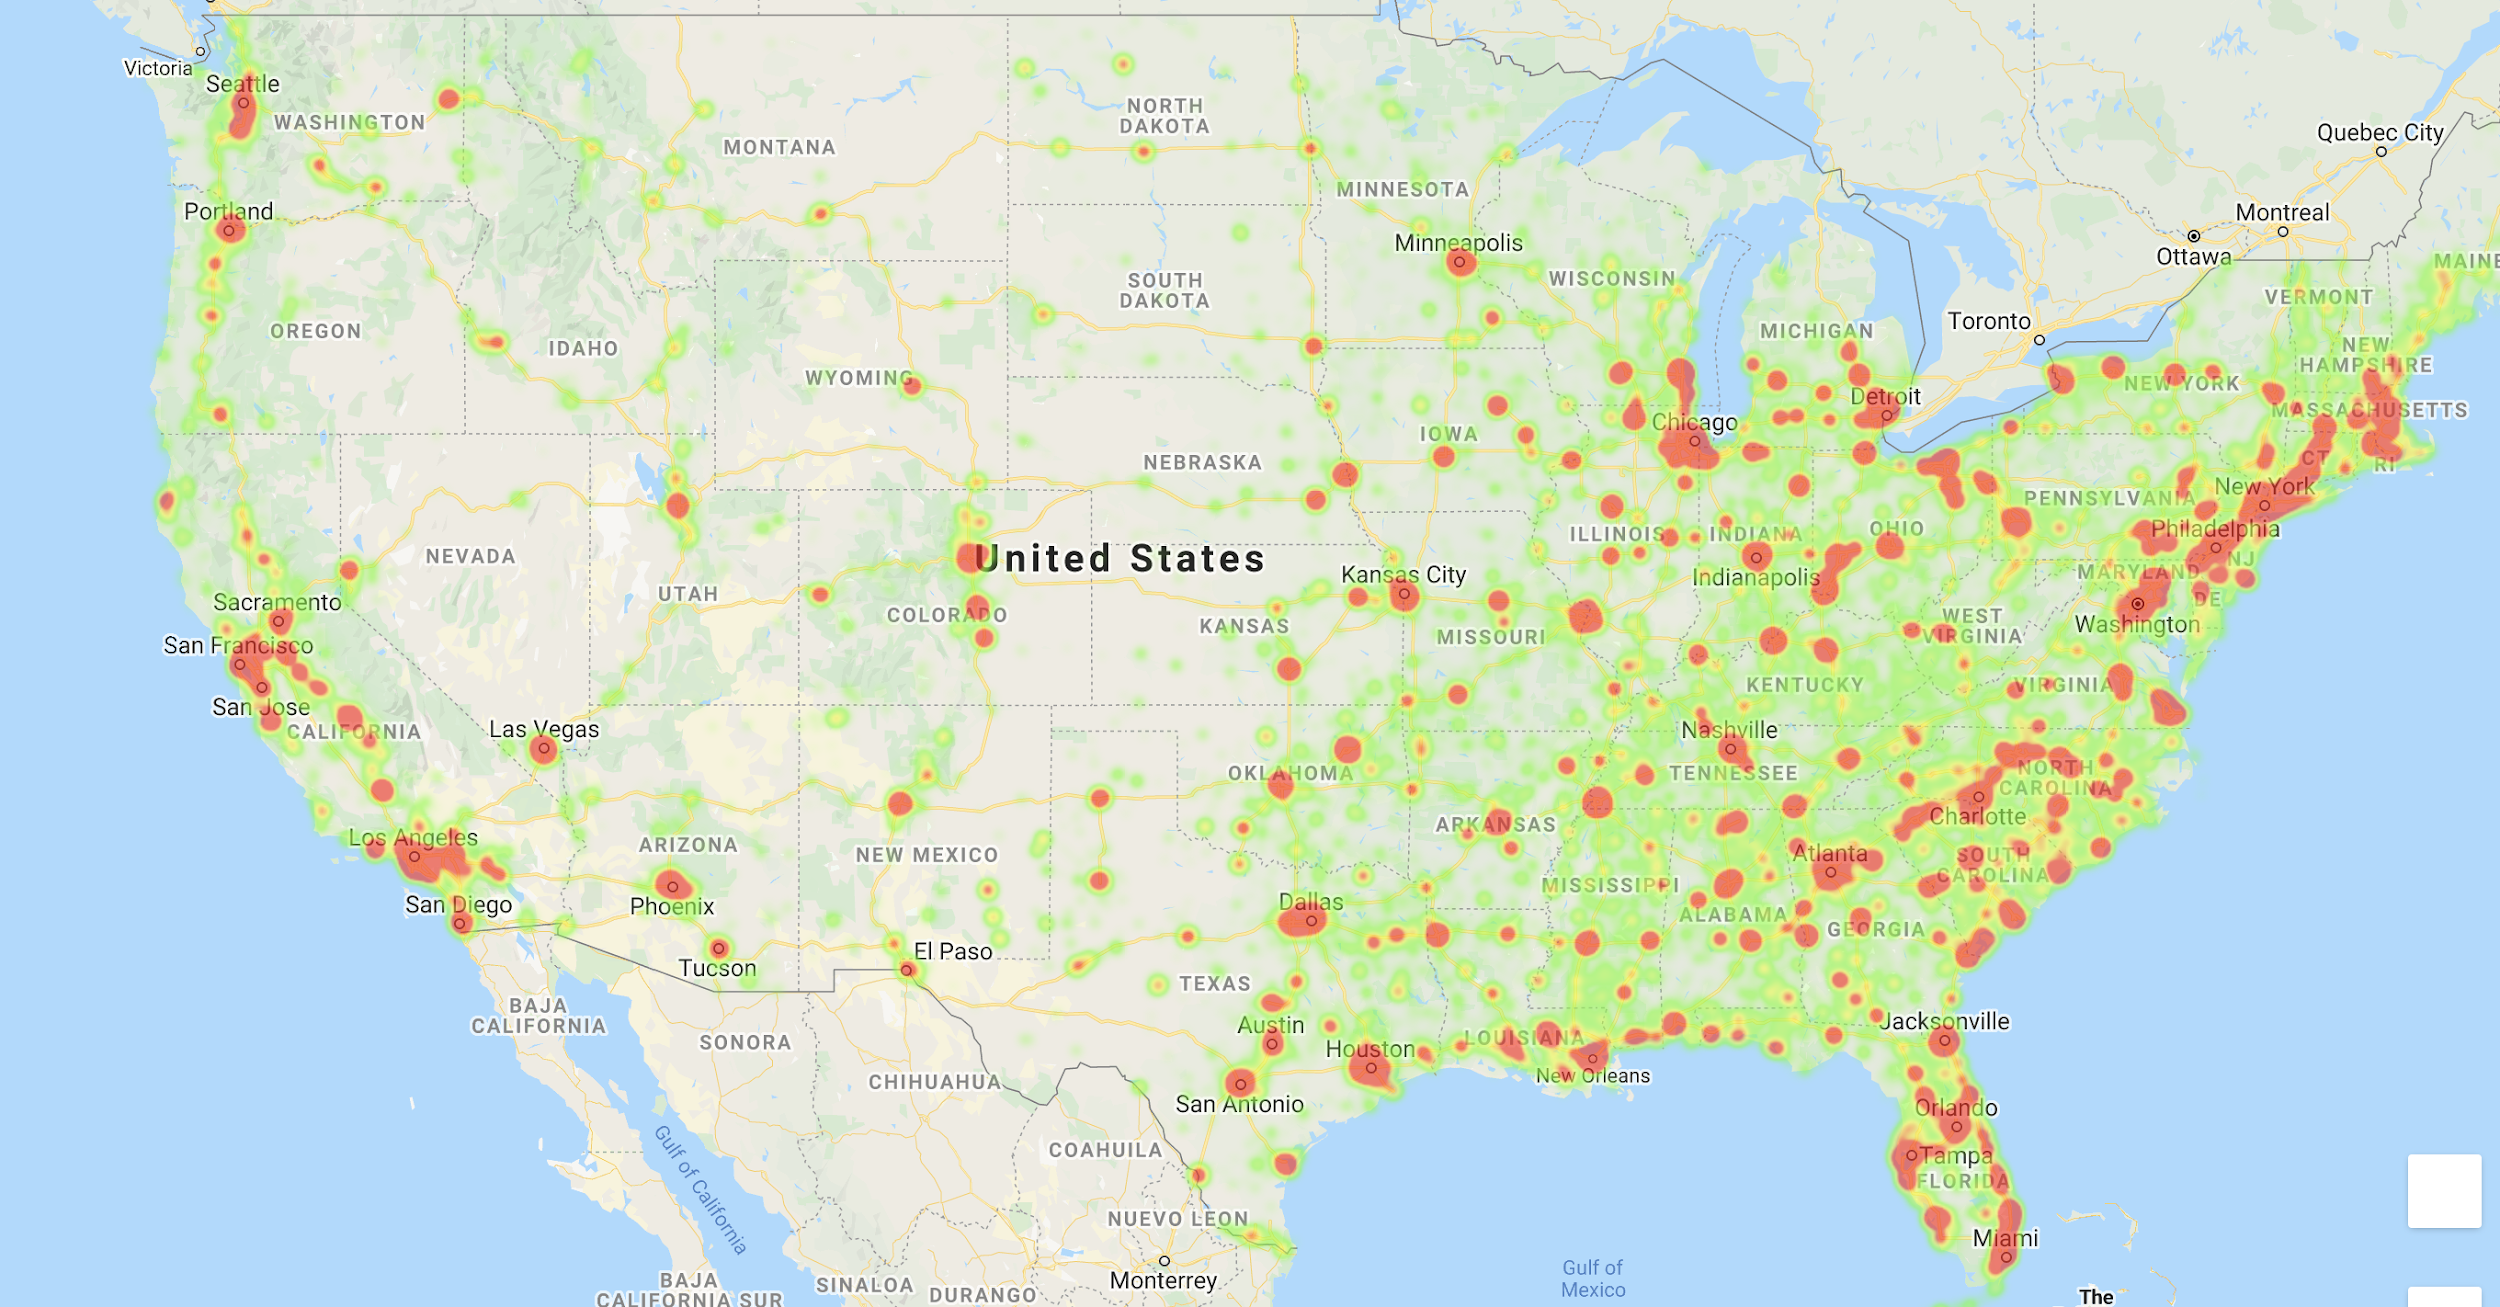 Victoria
Seattle
WASHINGTON
Portland
OREGON
IDAHO
MONTANA
NORTH
DAKOTA
SOUTH
DAKOTA
MINNESOTA
Minneapolis
WISCONSIN
MICHIGAN
Detroit
Toronto
Ottawa
Montreal
Quebec City
MAINE
VERMONT
NEW
HAMPSHIRE
NEW YORK
MASSACHUSETTS
CT
RI
WYOMING
NEBRASKA
IOWA
Chicago
ILLINOIS
INDIANA
Indianapolis
OHIO
PENNSYLVANIA
New York
Philadelphia
NJ
MARYLAND
DE
Washington
WEST
VIRGINIA
VIRGINIA
NEVADA
UTAH
COLORADO
United States
KANSAS
Kansas City
MISSOURI
KENTUCKY
Sacramento
San Francisco
San Jose
CALIFORNIA
Las Vegas
Los Angeles
San Diego
ARIZONA
Phoenix
Tucson
NEW MEXICO
El Paso
OKLAHOMA
ARKANSAS
Nashville
TENNESSEE
NORTH
CAROLINA
Charlotte
SOUTH
CAROLINA
Atlanta
GEORGIA
ALABAMA
MISSISSIPPI
Dallas
TEXAS
Austin
Houston
San Antonio
LOUISIANA
New Orleans
Jacksonville
Orlando
Tampa
FLORIDA
Miami
BAJA
CALIFORNIA
SONORA
CHIHUAHUA
COAHUILA
NUEVO LEON
Monterrey
Gulf of California
BAJA
CALIFORNIA SUR
SINALOA
DURANGO
Gulf of
Mexico
The